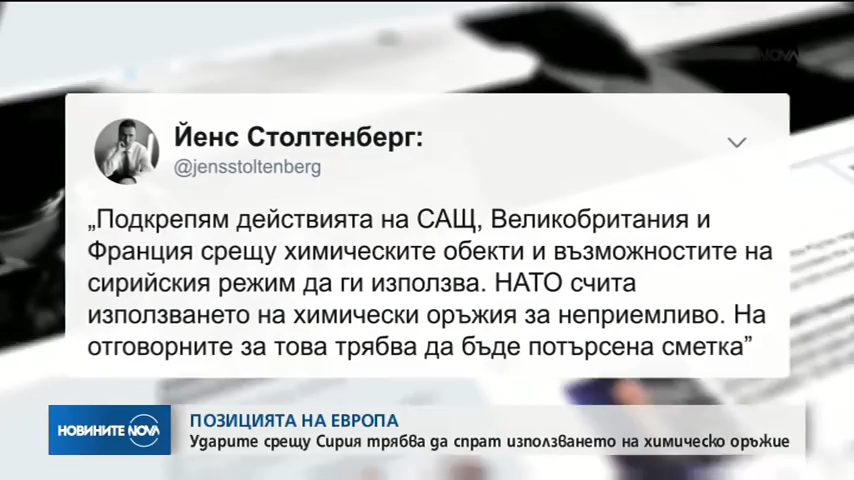 NOVA
Йенс Столтенберг:
@jensstoltenberg
„Подкрепям действията на САЩ, Великобритания и
Франция срещу химическите обекти и възможностите на
сирийския режим да ги използва. НАТО счита
използването на химически оръжия за неприемливо. На
отговорните за това трябва да бъде потърсена сметка”
НОВИНИТЕ NOVA
ПОЗИЦИЯТА НА ЕВРОПА
Ударите срещу Сирия трябва да спрат използването на химическо оръжие